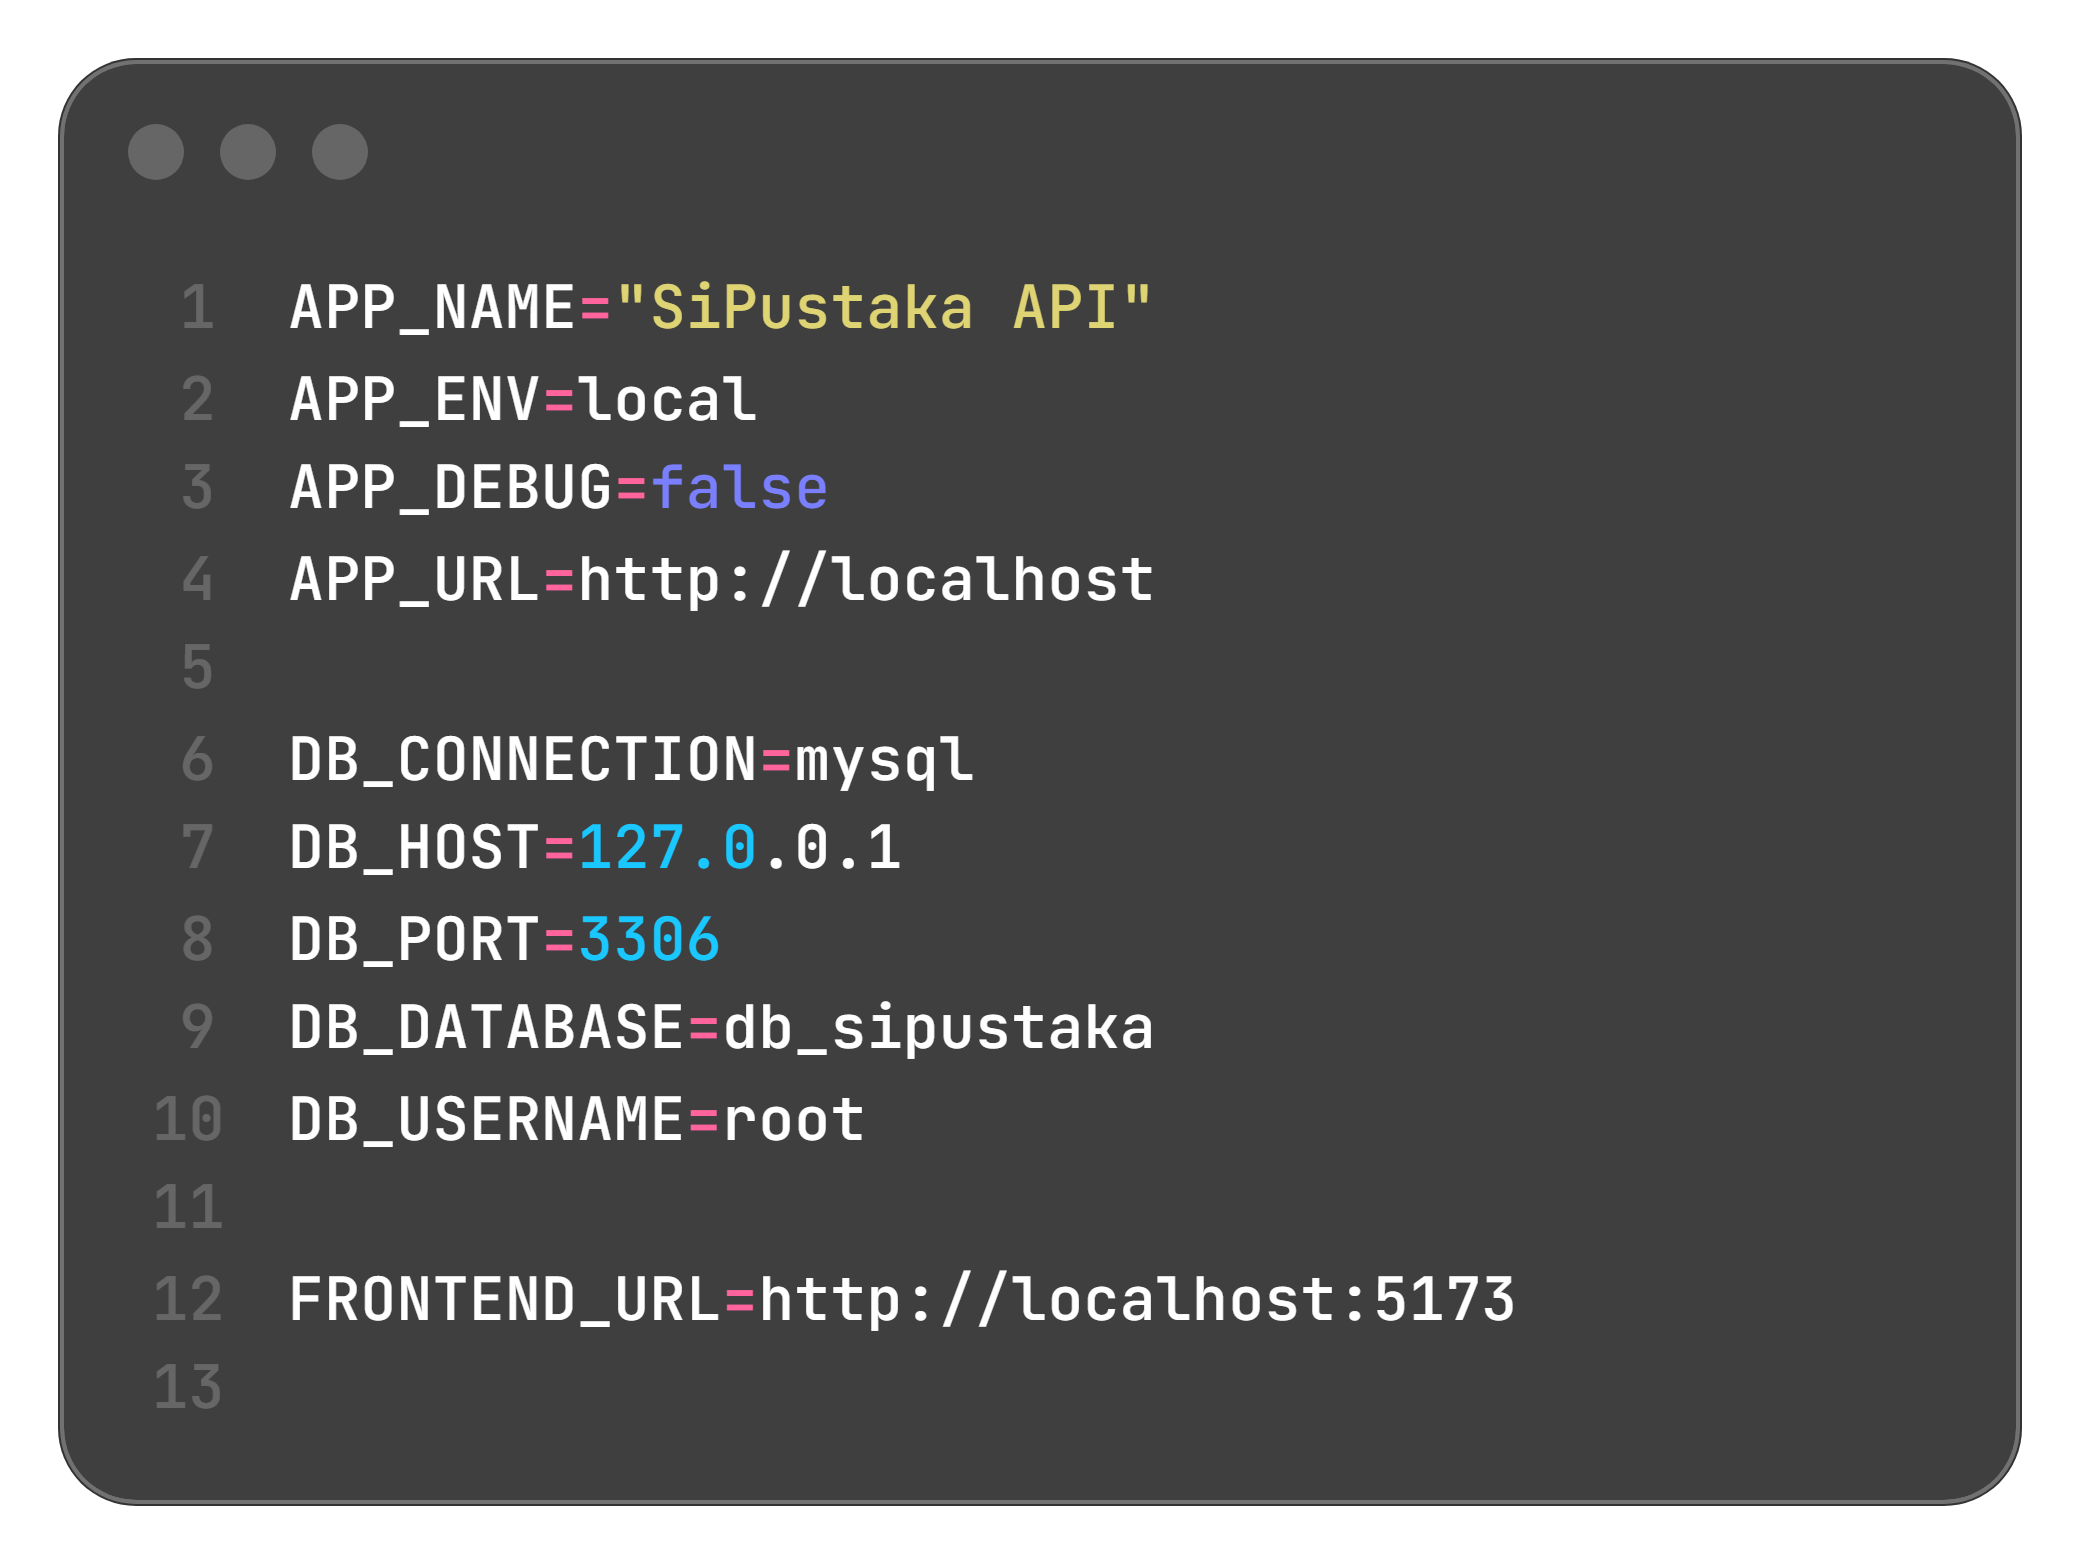 1 APP_NAME="SiPustaka API"
2 APP_ENV=local
3 APP_DEBUG=false
4 APP_URL=http://localhost
5
6 DB_CONNECTION=mysql
7 DB_HOST=127.0.0.1
8 DB_PORT=3306
9 DB_DATABASE=db_sipustaka
10 DB_USERNAME=root
11
12 FRONTEND_URL=http://localhost:5173
13